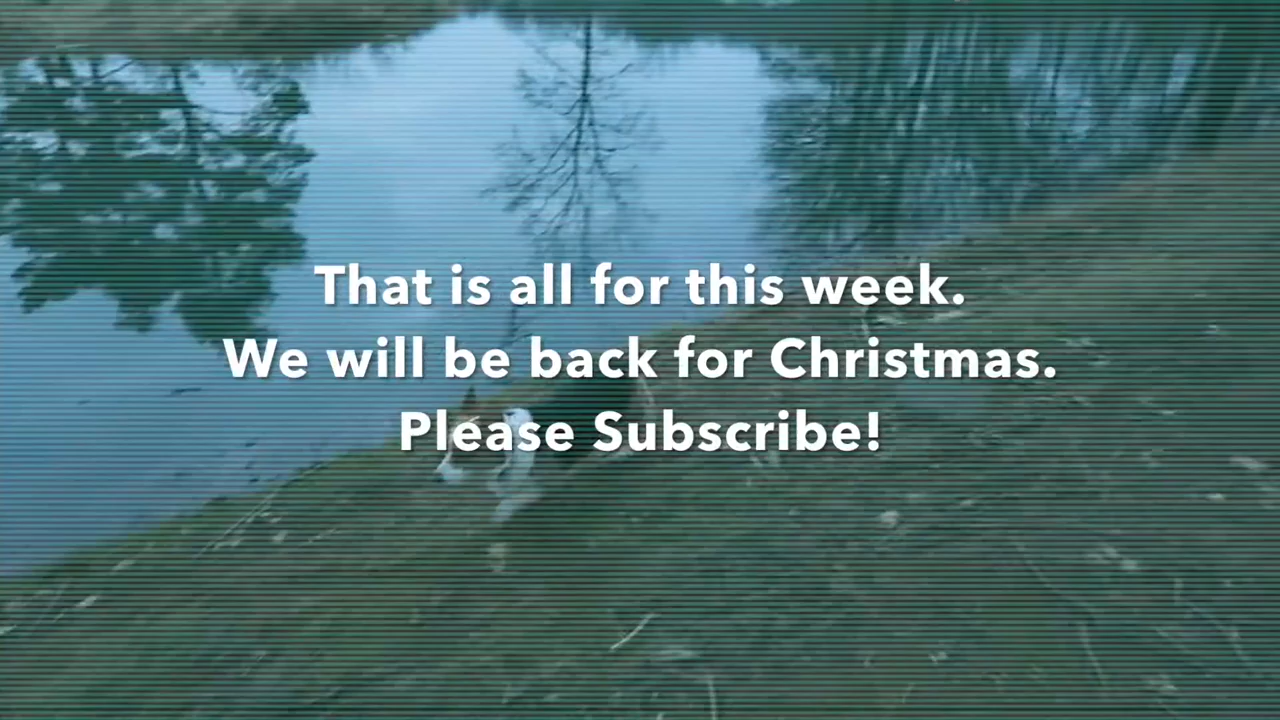 That is all for this week.
We will be back for Christmas.
Please Subscribe!